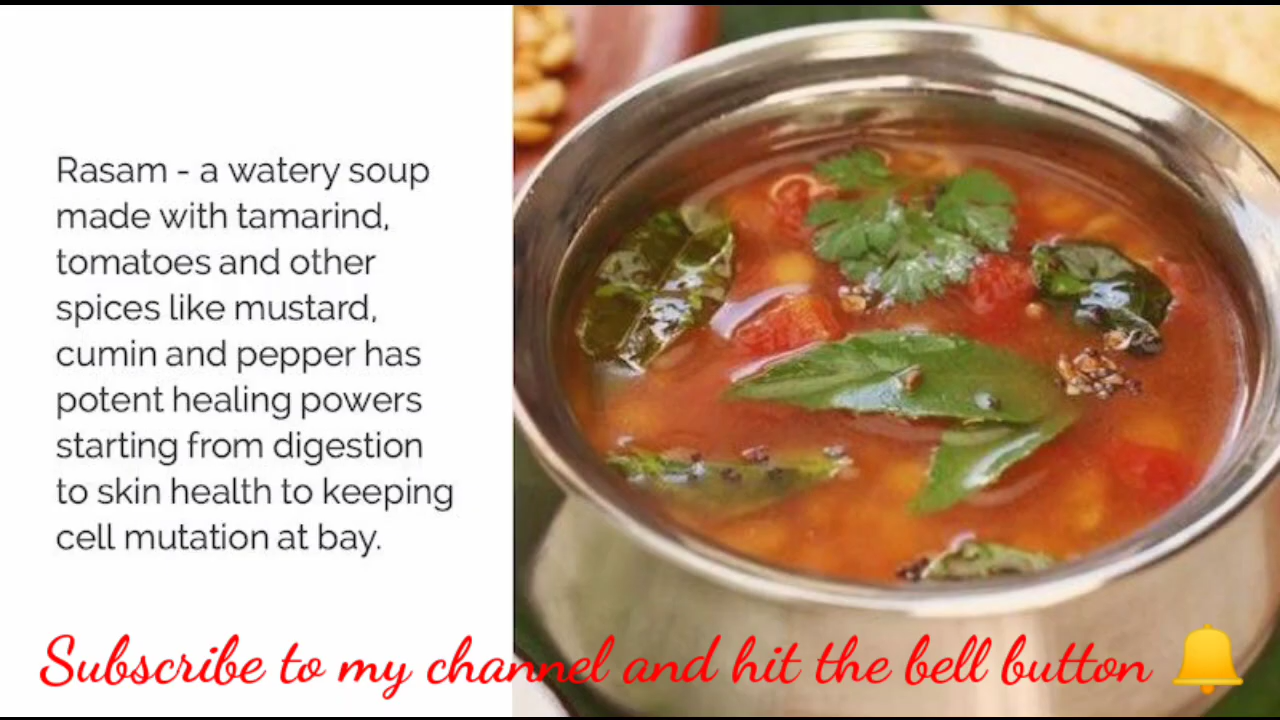 Rasam - a watery soup
made with tamarind,
tomatoes and other
spices like mustard,
cumin and pepper has
potent healing powers
starting from digestion
to skin health to keeping
cell mutation at bay.
Subscribe to my channel and hit the bell button 🔔